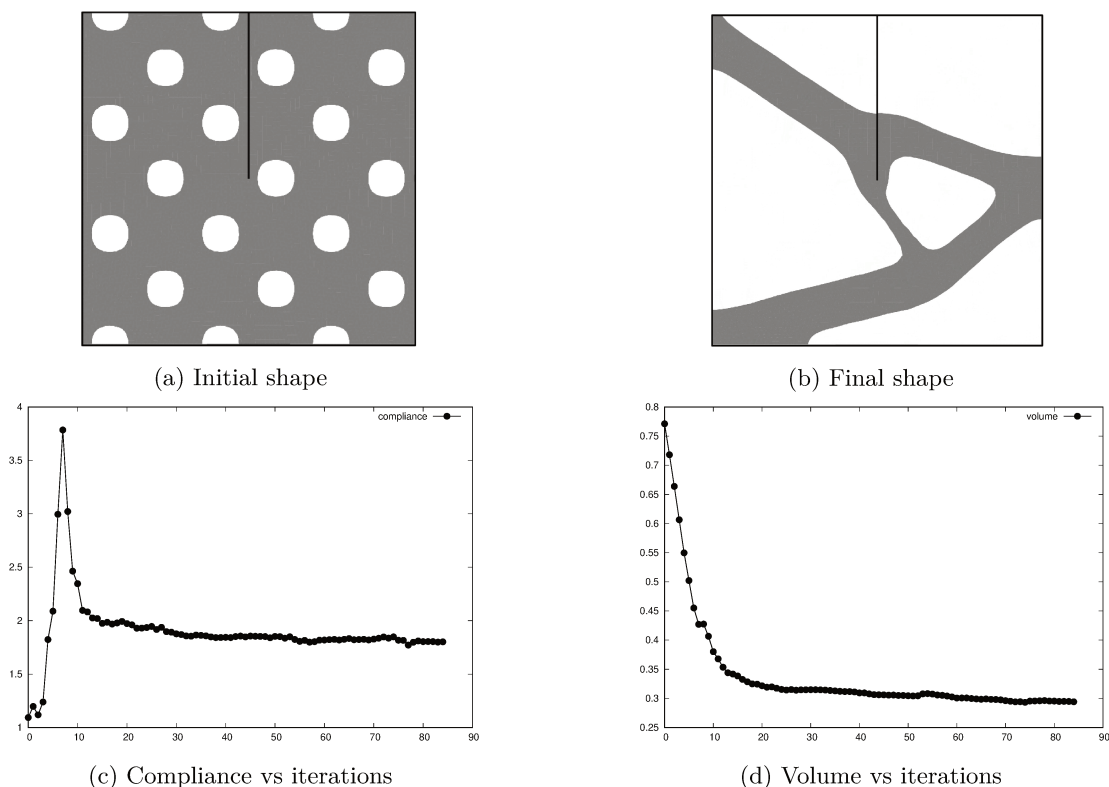 (a) Initial shape
(b) Final shape
4
3.5
3
2.5
2
1.5
1
compliance
0 10 20 30 40 50 60 70 80 90
(c) Compliance vs iterations
0.8
0.75
0.7
0.65
0.6
0.55
0.5
0.45
0.4
0.35
0.3
0.25
volume
0 10 20 30 40 50 60 70 80 90
(d) Volume vs iterations